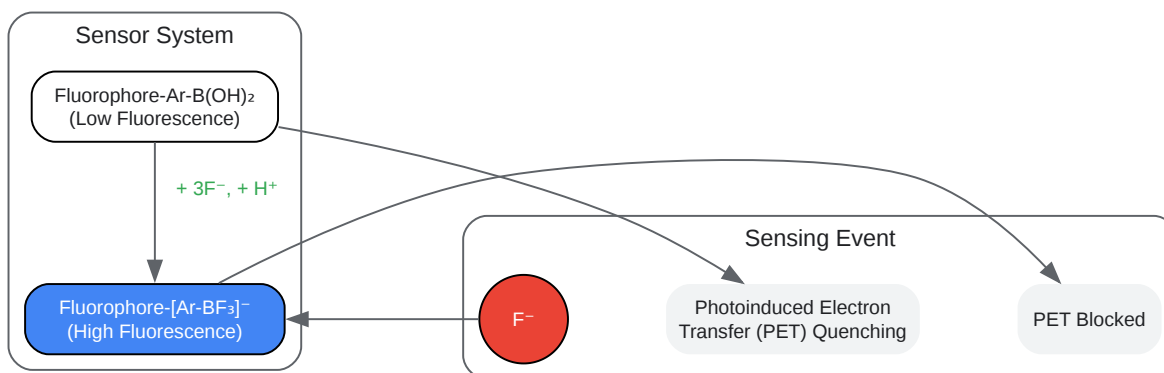 Sensor System
Fluorophore-Ar-B(OH)₂
(Low Fluorescence)
+ 3F⁻, + H⁺
Fluorophore-[Ar-BF₃]⁻
(High Fluorescence)
Sensing Event
F⁻
Photoinduced Electron
Transfer (PET) Quenching
PET Blocked